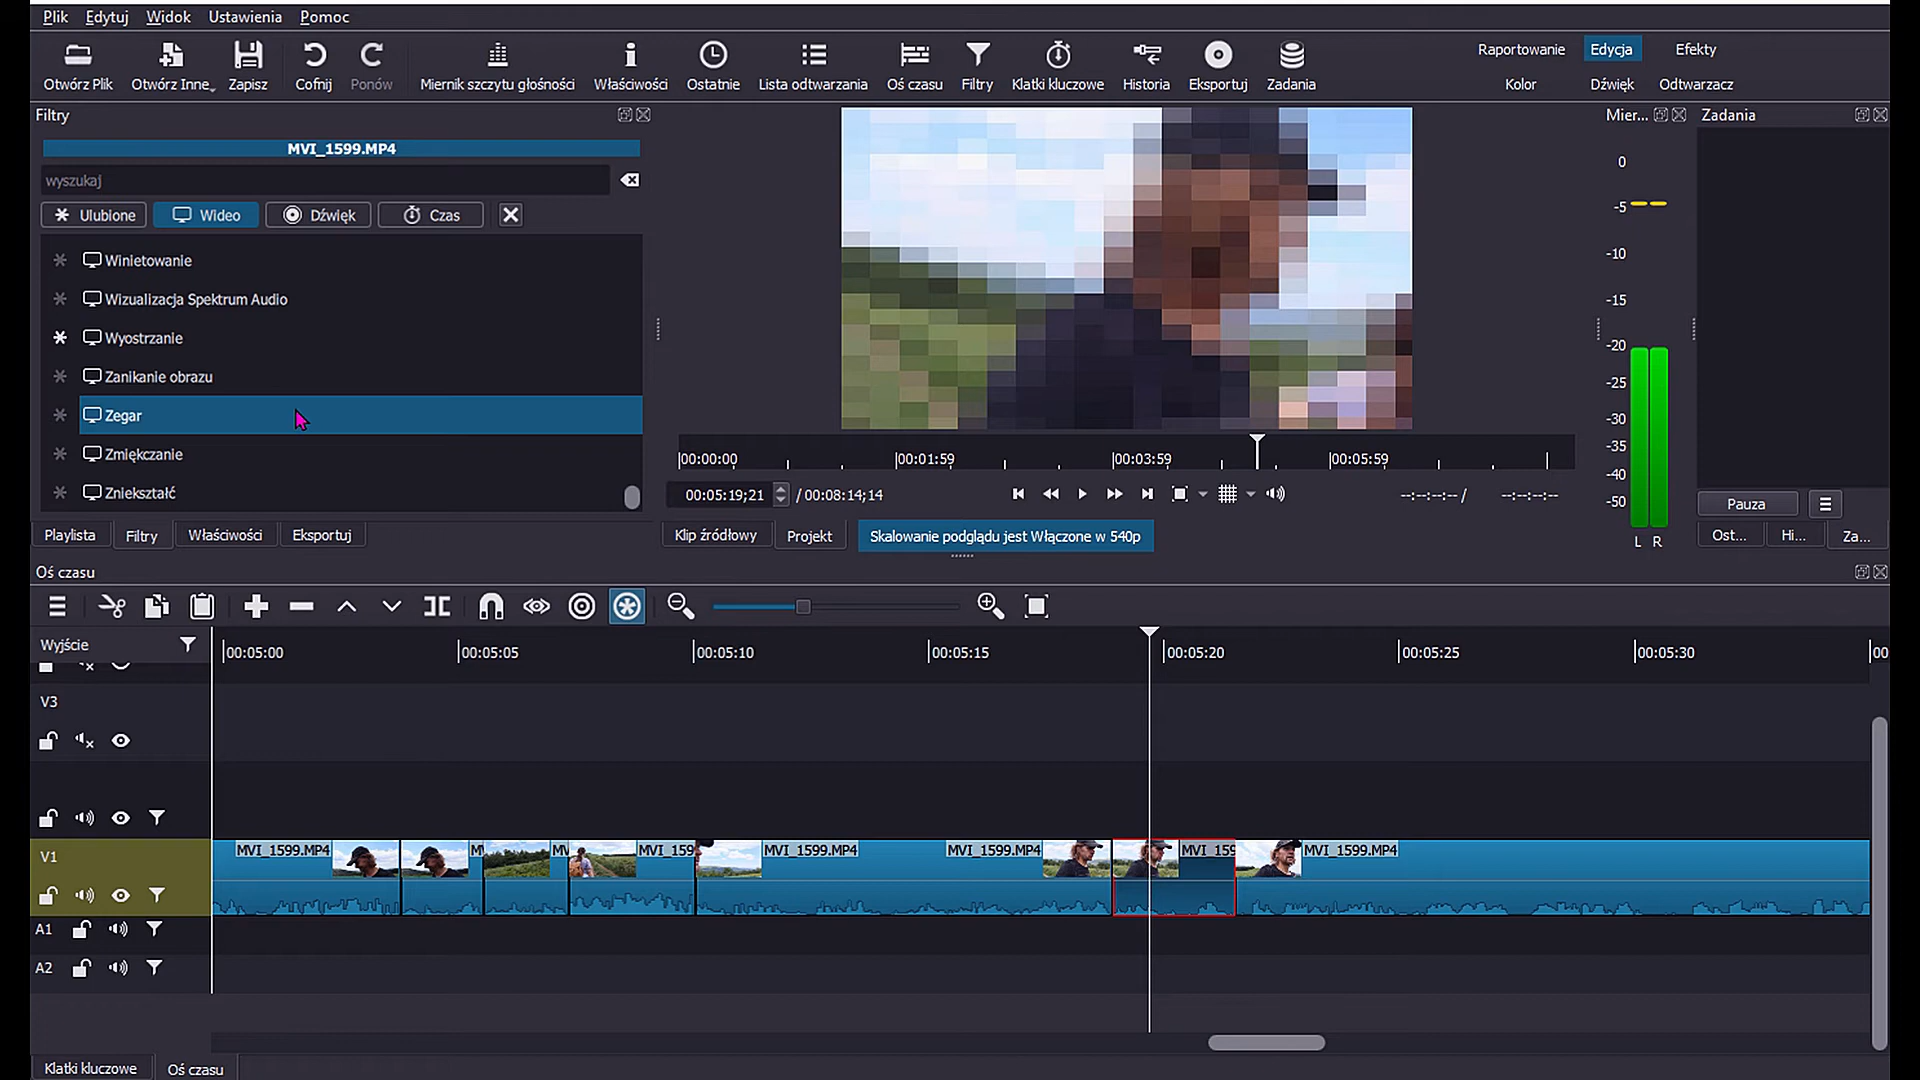 Plik Edytuj Widok Ustawienia Pomoc
Otwórz Plik Otwórz Inne Zapisz Cofnij Ponów Miernik szczytu głośności Właściwości Ostatnie Lista odtwarzania Oś czasu Filtry Klatki kluczowe Historia Eksportuj Zadania
Raportowanie Edycja Efekty
Kolor Dźwięk Odtwarzacz
Filtry
MVI_1599.MP4
wyszukaj
Ulubione Wideo Dźwięk Czas
Winietowanie
Wizualizacja Spektrum Audio
Wyostrzanie
Zanikanie obrazu
Zegar
Zmiękczanie
Zniekształć
Playlista Filtry Właściwości Eksportuj
00:00:00 00:01:59 00:03:59 00:05:59
00:05:19;21 / 00:08:14;14
--:--:--:-- / --:--:--:--
Klip źródłowy Projekt Skalowanie podglądu jest Włączone w 540p
Mier...
0
-5
-10
-15
-20
-25
-30
-35
-40
-50
L R
Zadania
Pauza
Ost... Hi... Za...
Oś czasu
Wyjście
00:05:00 00:05:05 00:05:10 00:05:15 00:05:20 00:05:25 00:05:30 00
V3
V1
MVI_1599.MP4 M M MVI_159 MVI_1599.MP4 MVI_1599.MP4 MVI_159 MVI_1599.MP4
A1
A2
Klatki kluczowe Oś czasu